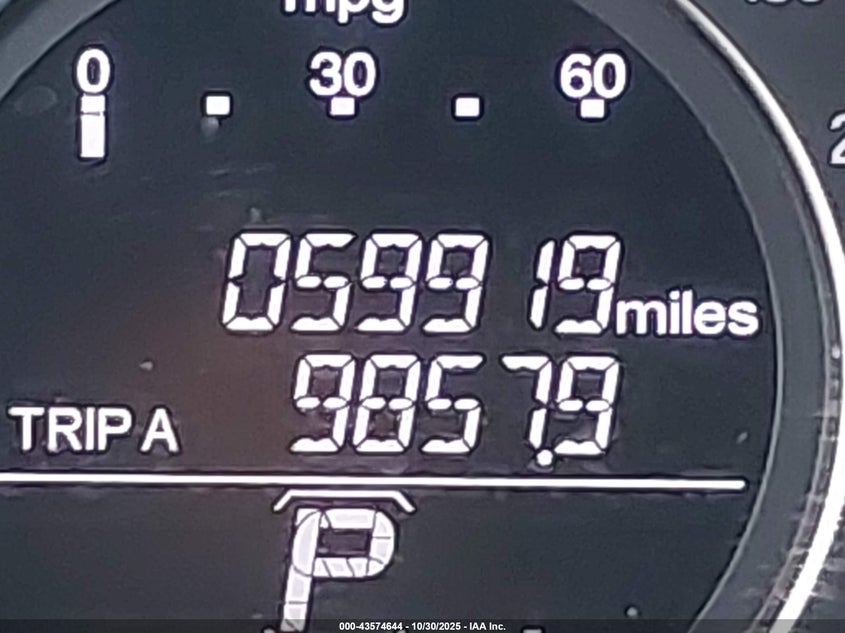 mpg
0 30 60
059919 miles
TRIP A 9857.9
P
000-43574644 - 10/30/2025 - IAA Inc.